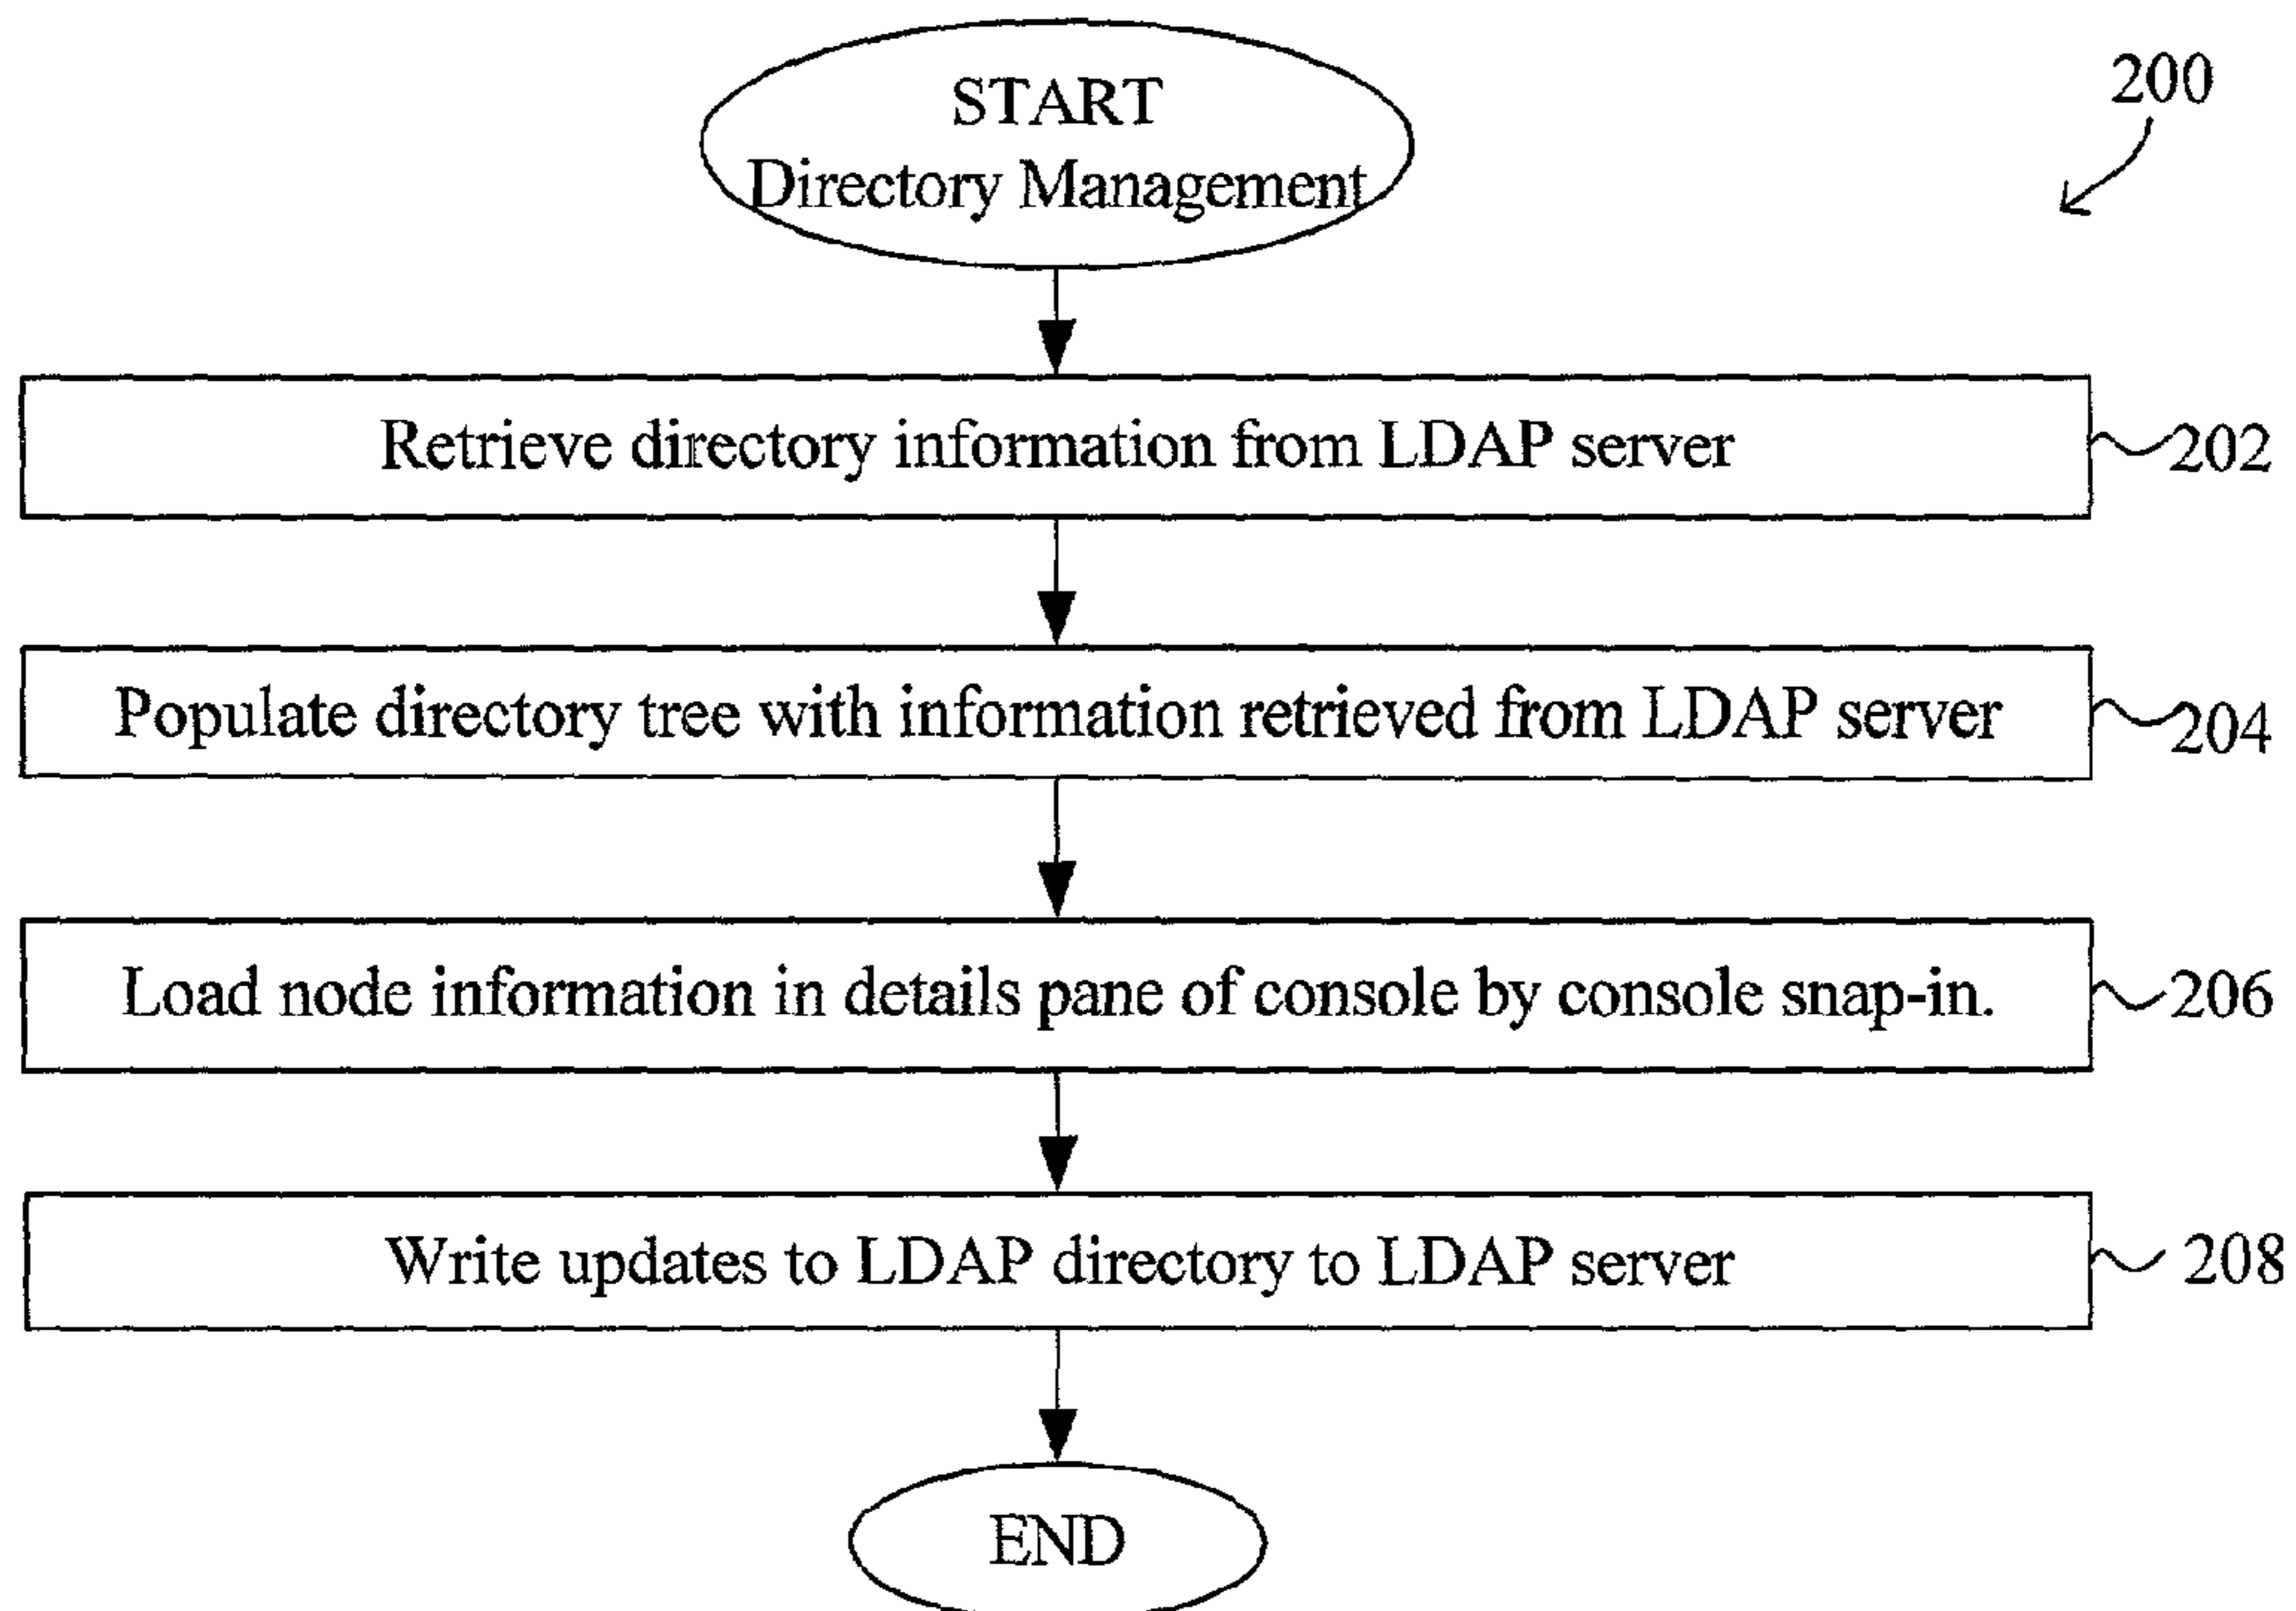 START
Directory Management
200
Retrieve directory information from LDAP server
202
Populate directory tree with information retrieved from LDAP server
204
Load node information in details pane of console by console snap-in.
206
Write updates to LDAP directory to LDAP server
208
END